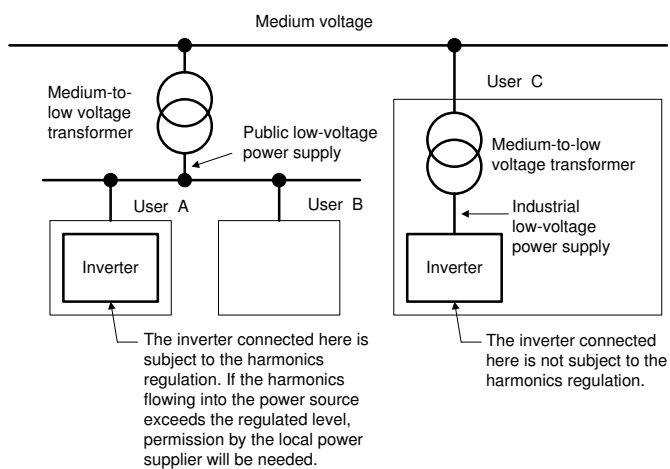 Medium voltage
User C
Medium-to-
low voltage
transformer
Public low-voltage
power supply
Medium-to-low
voltage transformer
User A
User B
Industrial
low-voltage
power supply
Inverter
Inverter
The inverter connected here is
subject to the harmonics
regulation. If the harmonics
flowing into the power source
exceeds the regulated level,
permission by the local power
supplier will be needed.
The inverter connected
here is not subject to the
harmonics regulation.